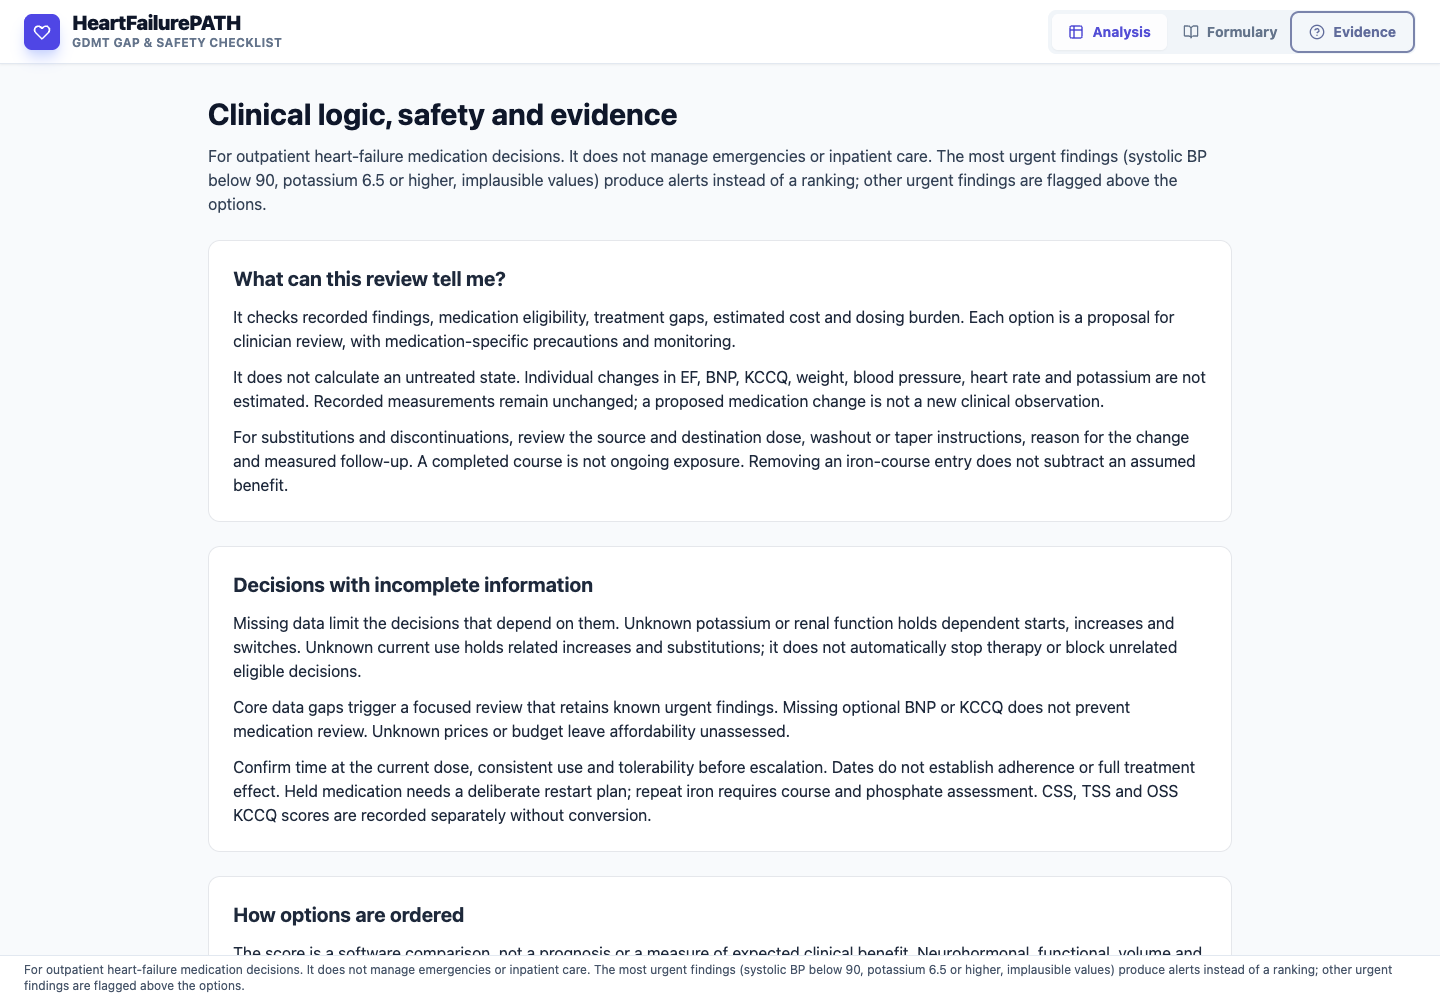 HeartFailurePATH
GDMT GAP & SAFETY CHECKLIST
Analysis
Formulary
Evidence
Clinical logic, safety and evidence
For outpatient heart-failure medication decisions. It does not manage emergencies or inpatient care. The most urgent findings (systolic BP
below 90, potassium 6.5 or higher, implausible values) produce alerts instead of a ranking; other urgent findings are flagged above the
options.
What can this review tell me?
It checks recorded findings, medication eligibility, treatment gaps, estimated cost and dosing burden. Each option is a proposal for
clinician review, with medication-specific precautions and monitoring.
It does not calculate an untreated state. Individual changes in EF, BNP, KCCQ, weight, blood pressure, heart rate and potassium are not
estimated. Recorded measurements remain unchanged; a proposed medication change is not a new clinical observation.
For substitutions and discontinuations, review the source and destination dose, washout or taper instructions, reason for the change
and measured follow-up. A completed course is not ongoing exposure. Removing an iron-course entry does not subtract an assumed
benefit.
Decisions with incomplete information
Missing data limit the decisions that depend on them. Unknown potassium or renal function holds dependent starts, increases and
switches. Unknown current use holds related increases and substitutions; it does not automatically stop therapy or block unrelated
eligible decisions.
Core data gaps trigger a focused review that retains known urgent findings. Missing optional BNP or KCCQ does not prevent
medication review. Unknown prices or budget leave affordability unassessed.
Confirm time at the current dose, consistent use and tolerability before escalation. Dates do not establish adherence or full treatment
effect. Held medication needs a deliberate restart plan; repeat iron requires course and phosphate assessment. CSS, TSS and OSS
KCCQ scores are recorded separately without conversion.
How options are ordered
The score is a software comparison, not a prognosis or a measure of expected clinical benefit. Neurohormonal, functional, volume and
For outpatient heart-failure medication decisions. It does not manage emergencies or inpatient care. The most urgent findings (systolic BP below 90, potassium 6.5 or higher, implausible values) produce alerts instead of a ranking; other urgent
findings are flagged above the options.